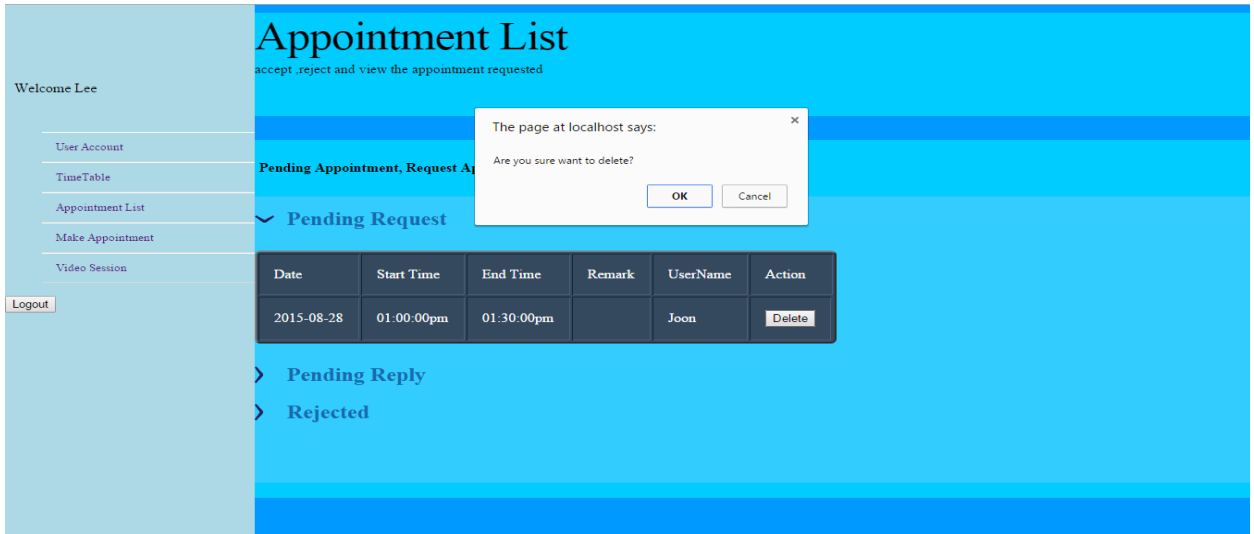 Appointment List
accept ,reject and view the appointment requested
Welcome Lee
User Account
TimeTable
Appointment List
Make Appointment
Video Session
Logout
The page at localhost says:
×
Are you sure want to delete?
OK Cancel
Pending Appointment, Request
Pending Request
Date Start Time End Time Remark UserName Action
2015-08-28 01:00:00pm 01:30:00pm Joon Delete
Pending Reply
Rejected